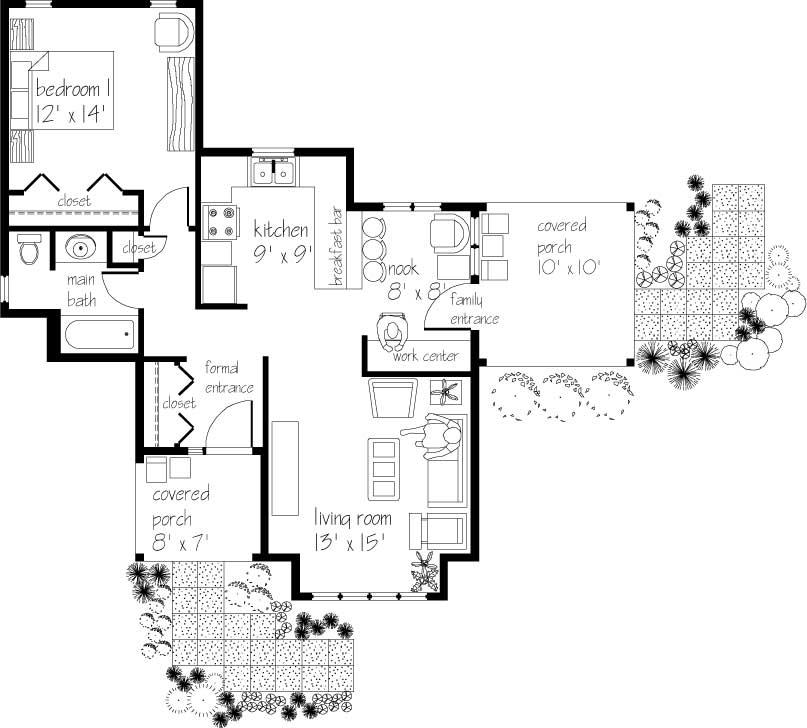 bedroom 1
12' x 14'
closet
closet
main
bath
kitchen
9' x 9'
breakfast bar
nook
8' x 8'
family
entrance
work center
covered
porch
10' x 10'
formal
entrance
closet
covered
porch
8' x 7'
living room
13' x 15'